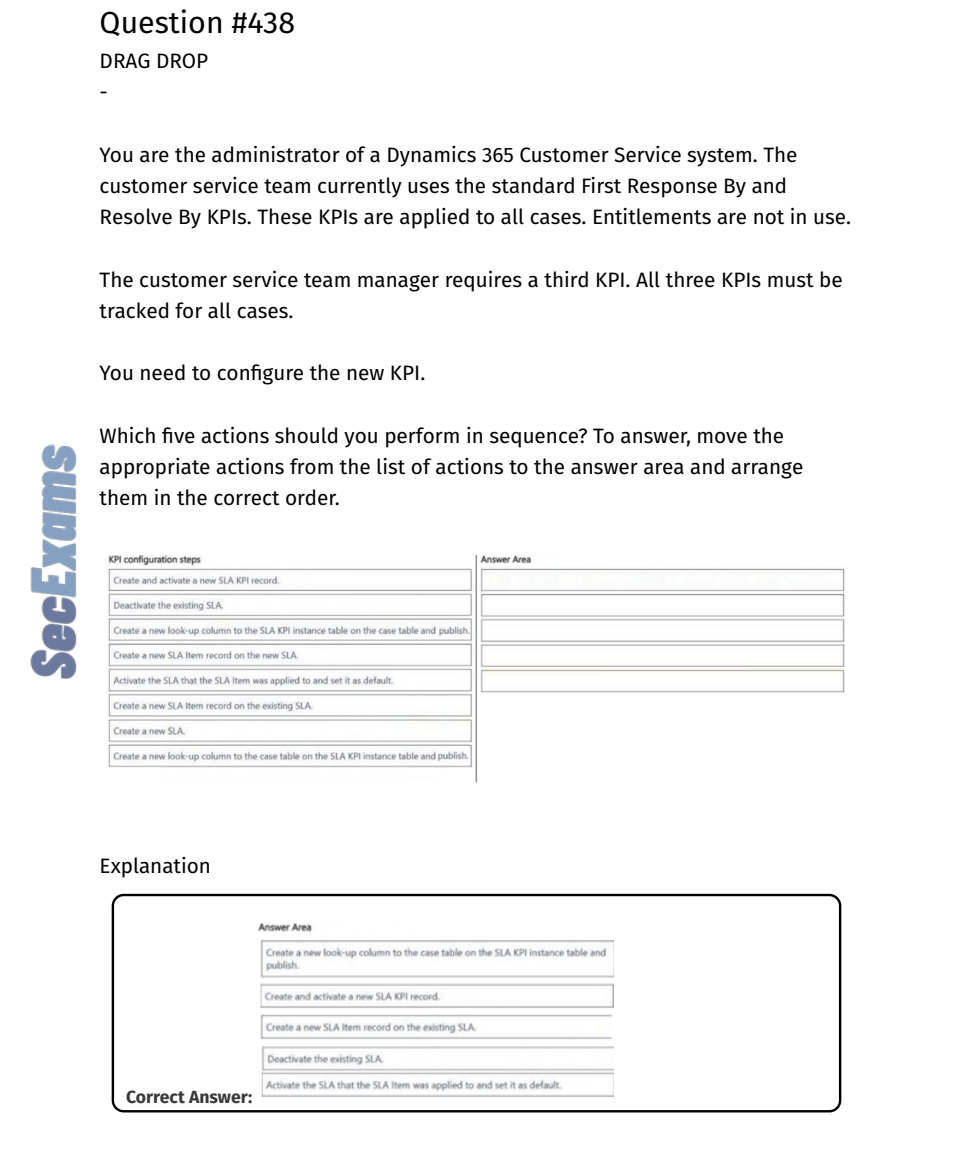 Question #438
DRAG DROP
-
You are the administrator of a Dynamics 365 Customer Service system. The
customer service team currently uses the standard First Response By and
Resolve By KPIs. These KPIs are applied to all cases. Entitlements are not in use.
The customer service team manager requires a third KPI. All three KPIs must be
tracked for all cases.
You need to configure the new KPI.
Which five actions should you perform in sequence? To answer, move the
appropriate actions from the list of actions to the answer area and arrange
them in the correct order.
SecExams
KPI configuration steps
Create and activate a new SLA KPI record.
Deactivate the existing SLA.
Create a new look-up column to the SLA KPI instance table on the case table and publish.
Create a new SLA Item record on the new SLA.
Activate the SLA that the SLA Item was applied to and set it as default.
Create a new SLA Item record on the existing SLA.
Create a new SLA.
Create a new look-up column to the case table on the SLA KPI instance table and publish.
Answer Area
Explanation
Answer Area
Create a new look-up column to the case table on the SLA KPI instance table and
publish.
Create and activate a new SLA KPI record.
Create a new SLA Item record on the existing SLA.
Deactivate the existing SLA.
Activate the SLA that the SLA Item was applied to and set it as default.
Correct Answer: